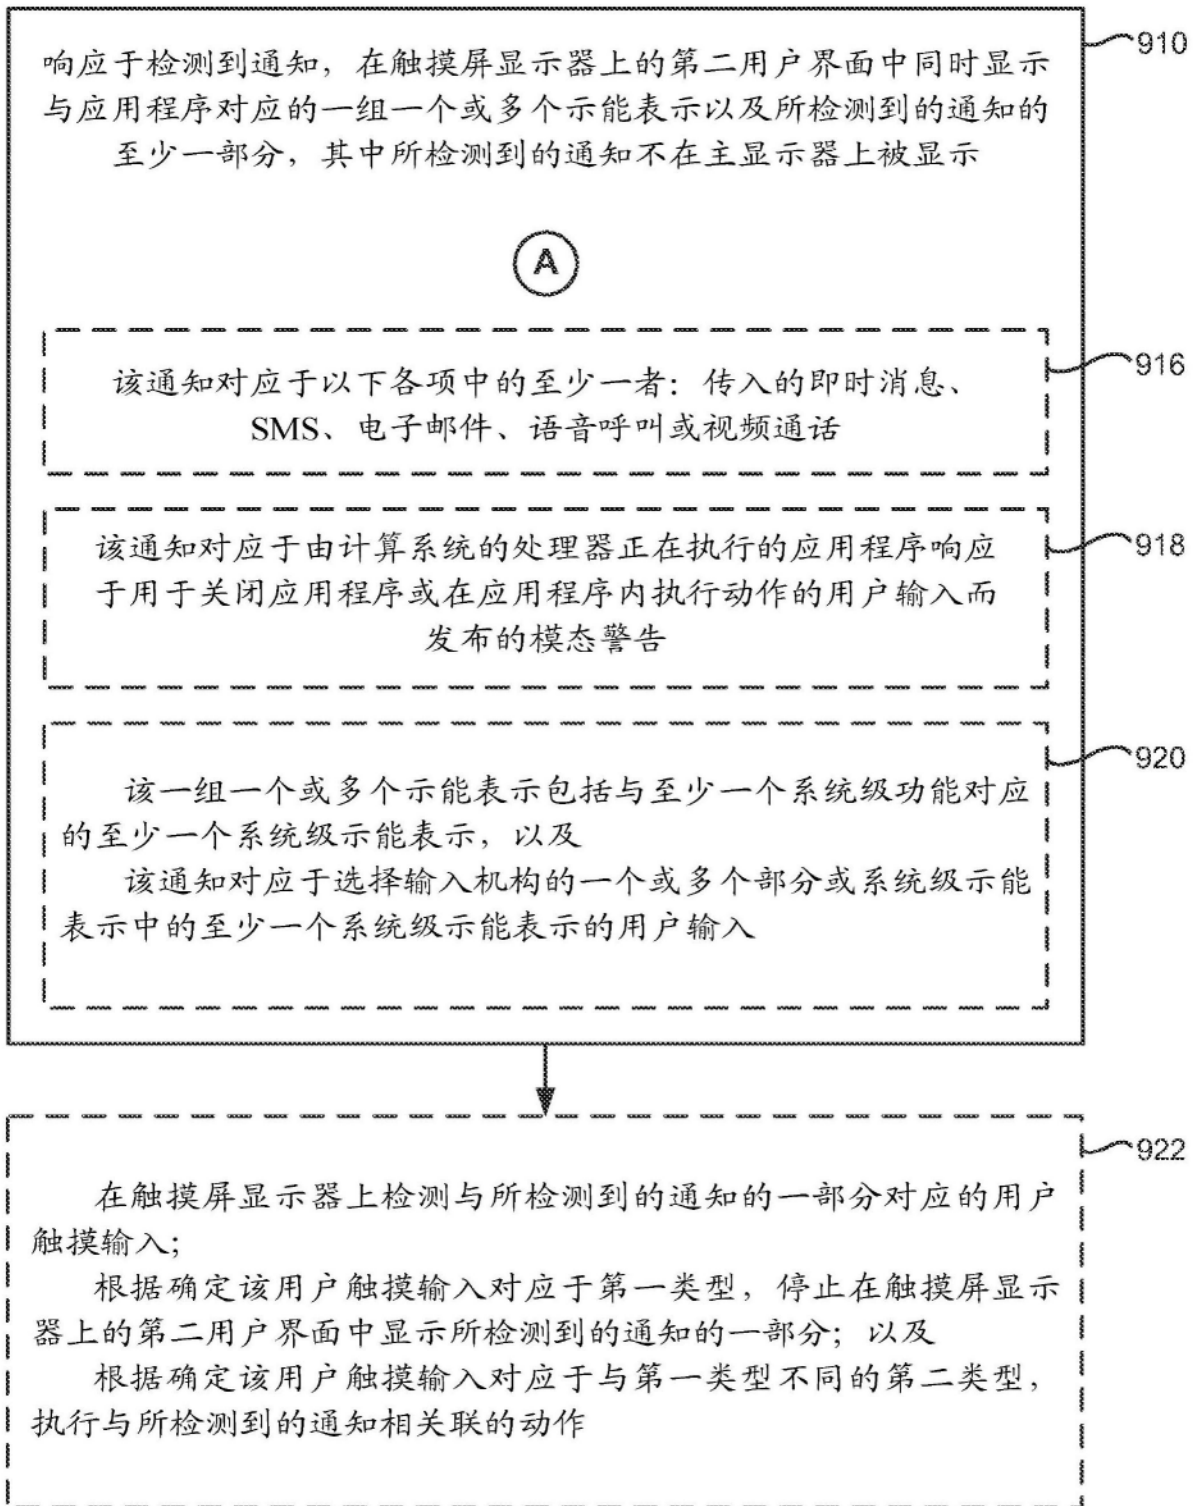 响应于检测到通知，在触摸屏显示器上的第二用户界面中同时显示
910
与应用程序对应的一组一个或多个示能表示以及所检测到的通知的
至少一部分，其中所检测到的通知不在主显示器上被显示
A
该通知对应于以下各项中的至少一者：传入的即时消息、
916
SMS、电子邮件、语音呼叫或视频通话
该通知对应于由计算系统的处理器正在执行的应用程序响应
918
于用于关闭应用程序或在应用程序内执行动作的用户输入而
发布的模态警告
920
该一组一个或多个示能表示包括与至少一个系统级功能对应
的至少一个系统级示能表示，以及
该通知对应于选择输入机构的一个或多个部分或系统级示能
表示中的至少一个系统级示能表示的用户输入
922
在触摸屏显示器上检测与所检测到的通知的一部分对应的用户
触摸输入；
根据确定该用户触摸输入对应于第一类型，停止在触摸屏显示
器上的第二用户界面中显示所检测到的通知的一部分；以及
根据确定该用户触摸输入对应于与第一类型不同的第二类型，
执行与所检测到的通知相关联的动作